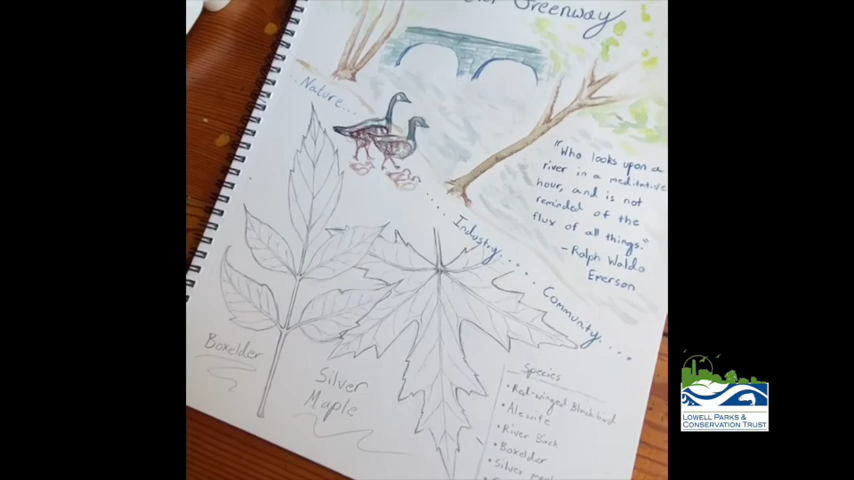 Greenway
..Nature...
"Who looks upon a
river in a meditative
hour, and is not
reminded of the
flux of all things."
-Ralph Waldo
Emerson
....Industry.....
Community....
Boxelder
Silver
Maple
Species
• Red-winged Blackbird
• Alewife
• River Birch
• Boxelder
• Silver
LOWELL PARKS &
CONSERVATION TRUST